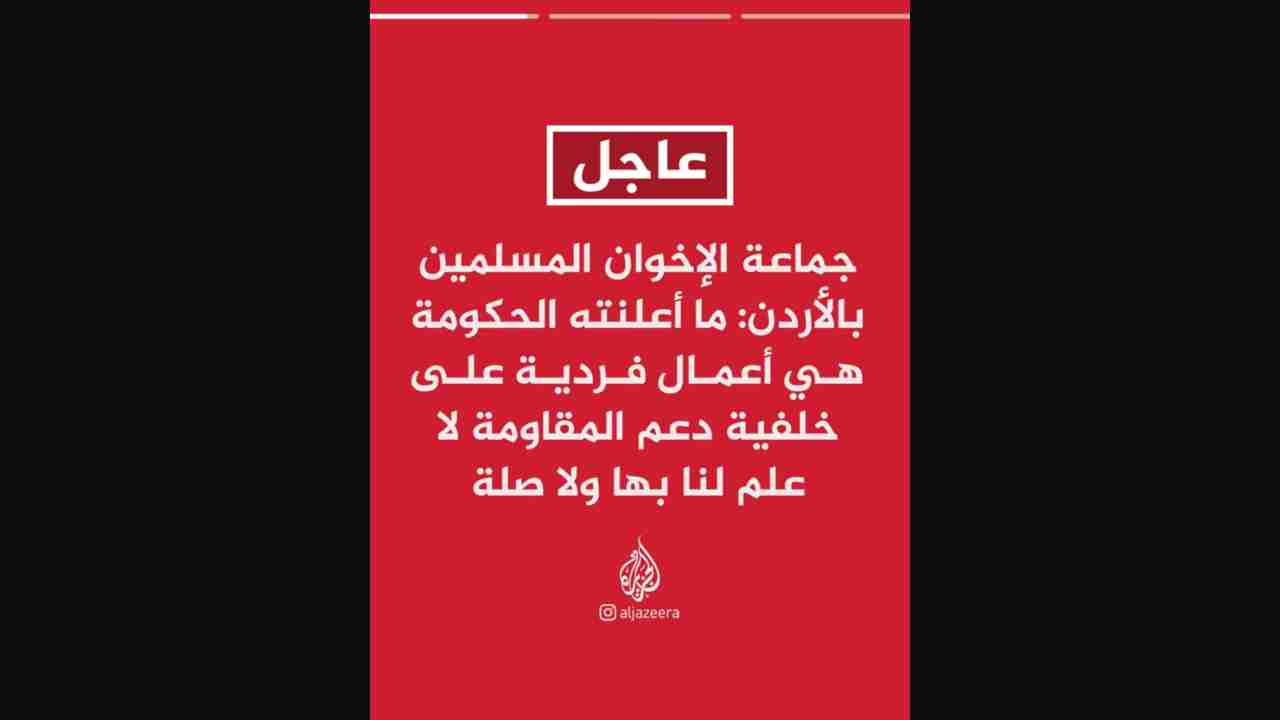 عاجل
جماعة الإخوان المسلمين
بالأردن: ما أعلنته الحكومة
هي أعمال فردية على
خلفية دعم المقاومة لا
علم لنا بها ولا صلة
الجزيرة
aljazeera